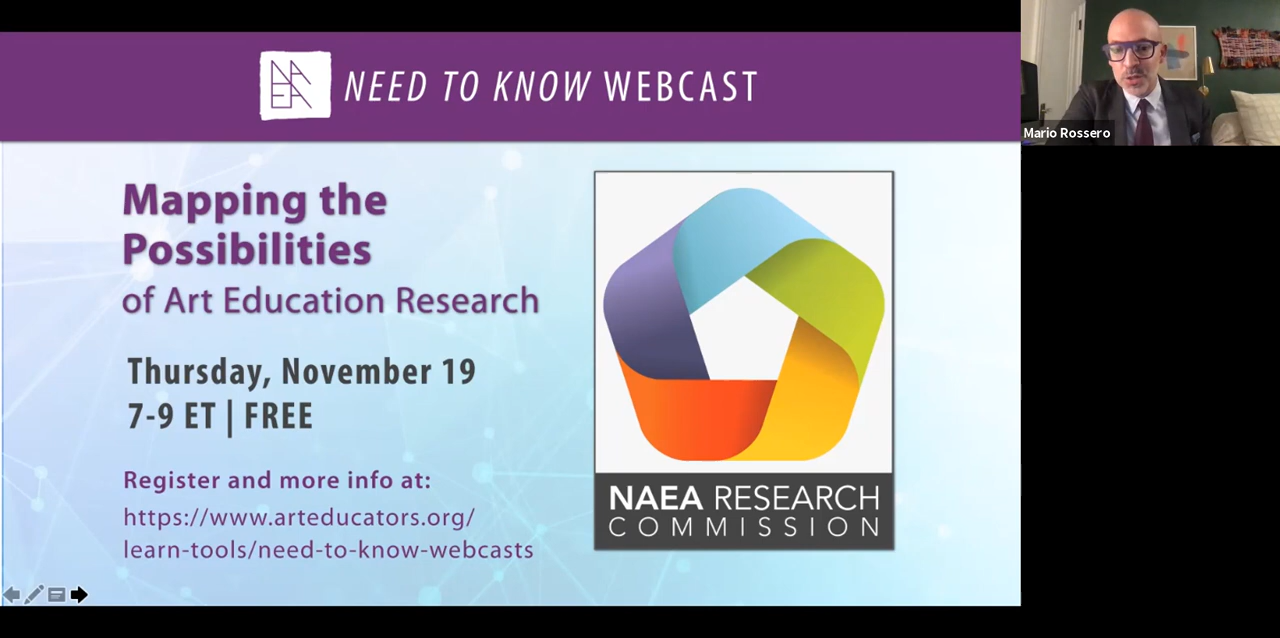 NAEA
NEED TO KNOW WEBCAST
Mario Rossero
Mapping the
Possibilities
of Art Education Research
Thursday, November 19
7-9 ET | FREE
Register and more info at:
https://www.arteducators.org/
learn-tools/need-to-know-webcasts
NAEA RESEARCH
COMMISSION